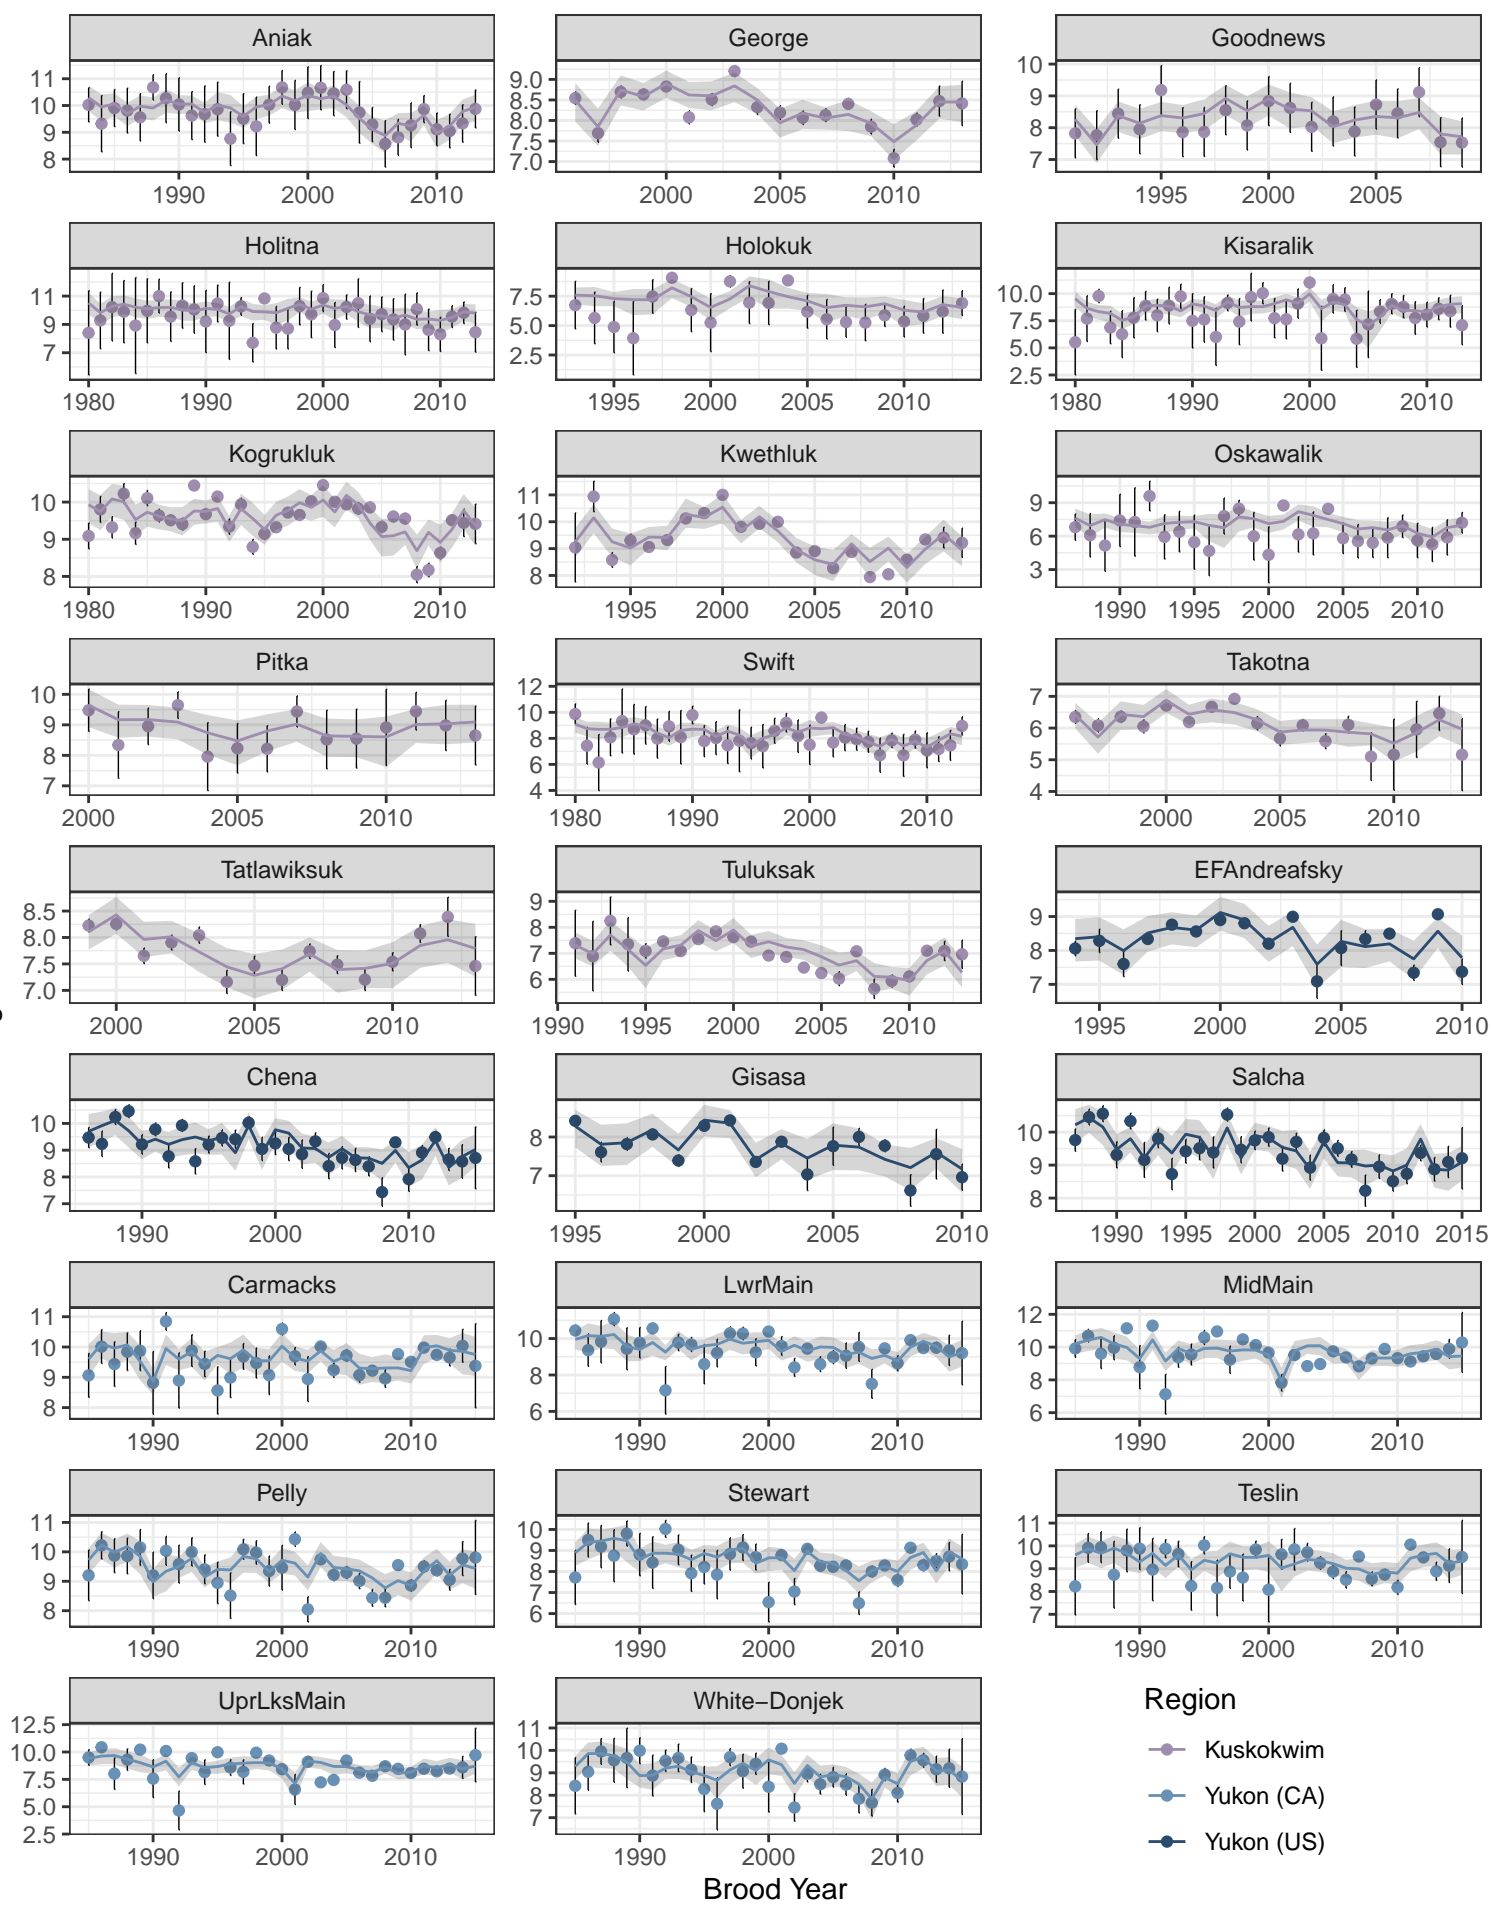 Aniak George Goodnews
11 10 9 8 9.0 8.5 8.0 7.5 7.0 10 9 8 7
1990 2000 2010 2000 2005 2010 1995 2000 2005
Holitna Holokuk Kisaralik
11 9 7 7.5 5.0 2.5 10.0 7.5 5.0 2.5
1980 1990 2000 2010 1995 2000 2005 2010 1980 1990 2000 2010
Kogrukluk Kwethluk Oskawalik
10 9 8 11 10 9 8 9 6 3
1980 1990 2000 2010 1995 2000 2005 2010 1990 1995 2000 2005 2010
Pitka Swift Takotna
10 9 8 7 12 10 8 6 4 7 6 5 4
2000 2005 2010 1980 1990 2000 2010 2000 2005 2010
Tatlawiksuk Tuluksak EFAndreafsky
8.5 8.0 7.5 7.0 9 8 7 6 9 8 7
2000 2005 2010 1990 1995 2000 2005 2010 1995 2000 2005 2010
Chena Gisasa Salcha
10 9 8 7 8 7 10 9 8
1990 2000 2010 1995 2000 2005 2010 1990 1995 2000 2005 2010 2015
Carmacks LwrMain MidMain
11 10 9 8 10 8 6 12 10 8 6
1990 2000 2010 1990 2000 2010 1990 2000 2010
Pelly Stewart Teslin
11 10 9 8 10 9 8 7 6 11 10 9 8 7
1990 2000 2010 1990 2000 2010 1990 2000 2010
UprLksMain White−Donjek
12.5 10.0 7.5 5.0 2.5 11 10 9 8 7
1990 2000 2010 1990 2000 2010
Brood Year
Region
Kuskokwim
Yukon (CA)
Yukon (US)